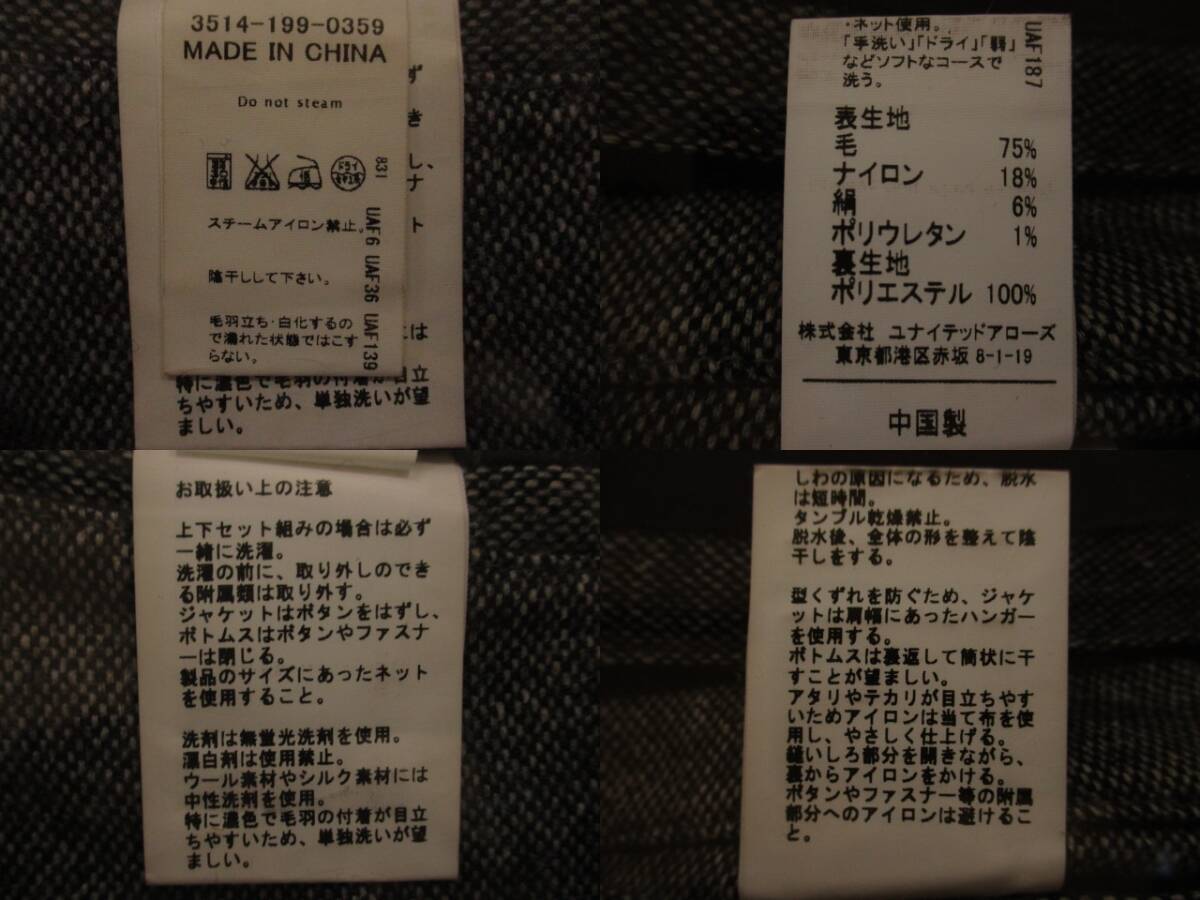 3514-199-0359
MADE IN CHINA
Do not steam
ドライ
831
UAF6 UAF36 UAF139
スチームアイロン禁止。
陰干しして下さい。
毛羽立ち・白化するの
で濡れた状態ではこす
らない。
ず
き
し、
ナ
ト
は
特に濃色で毛羽の付着が目立
ちやすいため、単独洗いが望
ましい。
・ネット使用。
「手洗い」「ドライ」「弱」
などソフトなコースで
洗う。
UAF187
表生地
毛 75%
ナイロン 18%
絹 6%
ポリウレタン 1%
裏生地
ポリエステル 100%
株式会社 ユナイテッドアローズ
東京都港区赤坂 8-1-19
中国製
お取扱い上の注意
上下セット組みの場合は必ず
一緒に洗濯。
洗濯の前に、取り外しのでき
る附属類は取り外す。
ジャケットはボタンをはずし、
ボトムスはボタンやファスナ
ーは閉じる。
製品のサイズにあったネット
を使用すること。
洗剤は無蛍光洗剤を使用。
漂白剤は使用禁止。
ウール素材やシルク素材には
中性洗剤を使用。
特に濃色で毛羽の付着が目立
ちやすいため、単独洗いが望
ましい。
しわの原因になるため、脱水
は短時間。
タンブル乾燥禁止。
脱水後、全体の形を整えて陰
干しをする。
型くずれを防ぐため、ジャケ
ットは肩幅にあったハンガー
を使用する。
ボトムスは裏返して筒状に干
すことが望ましい。
アタリやテカリが目立ちやす
いためアイロンは当て布を使
用し、やさしく仕上げる。
縫いしろ部分を開きながら、
裏からアイロンをかける。
ボタンやファスナー等の附属
部分へのアイロンは避けるこ
と。